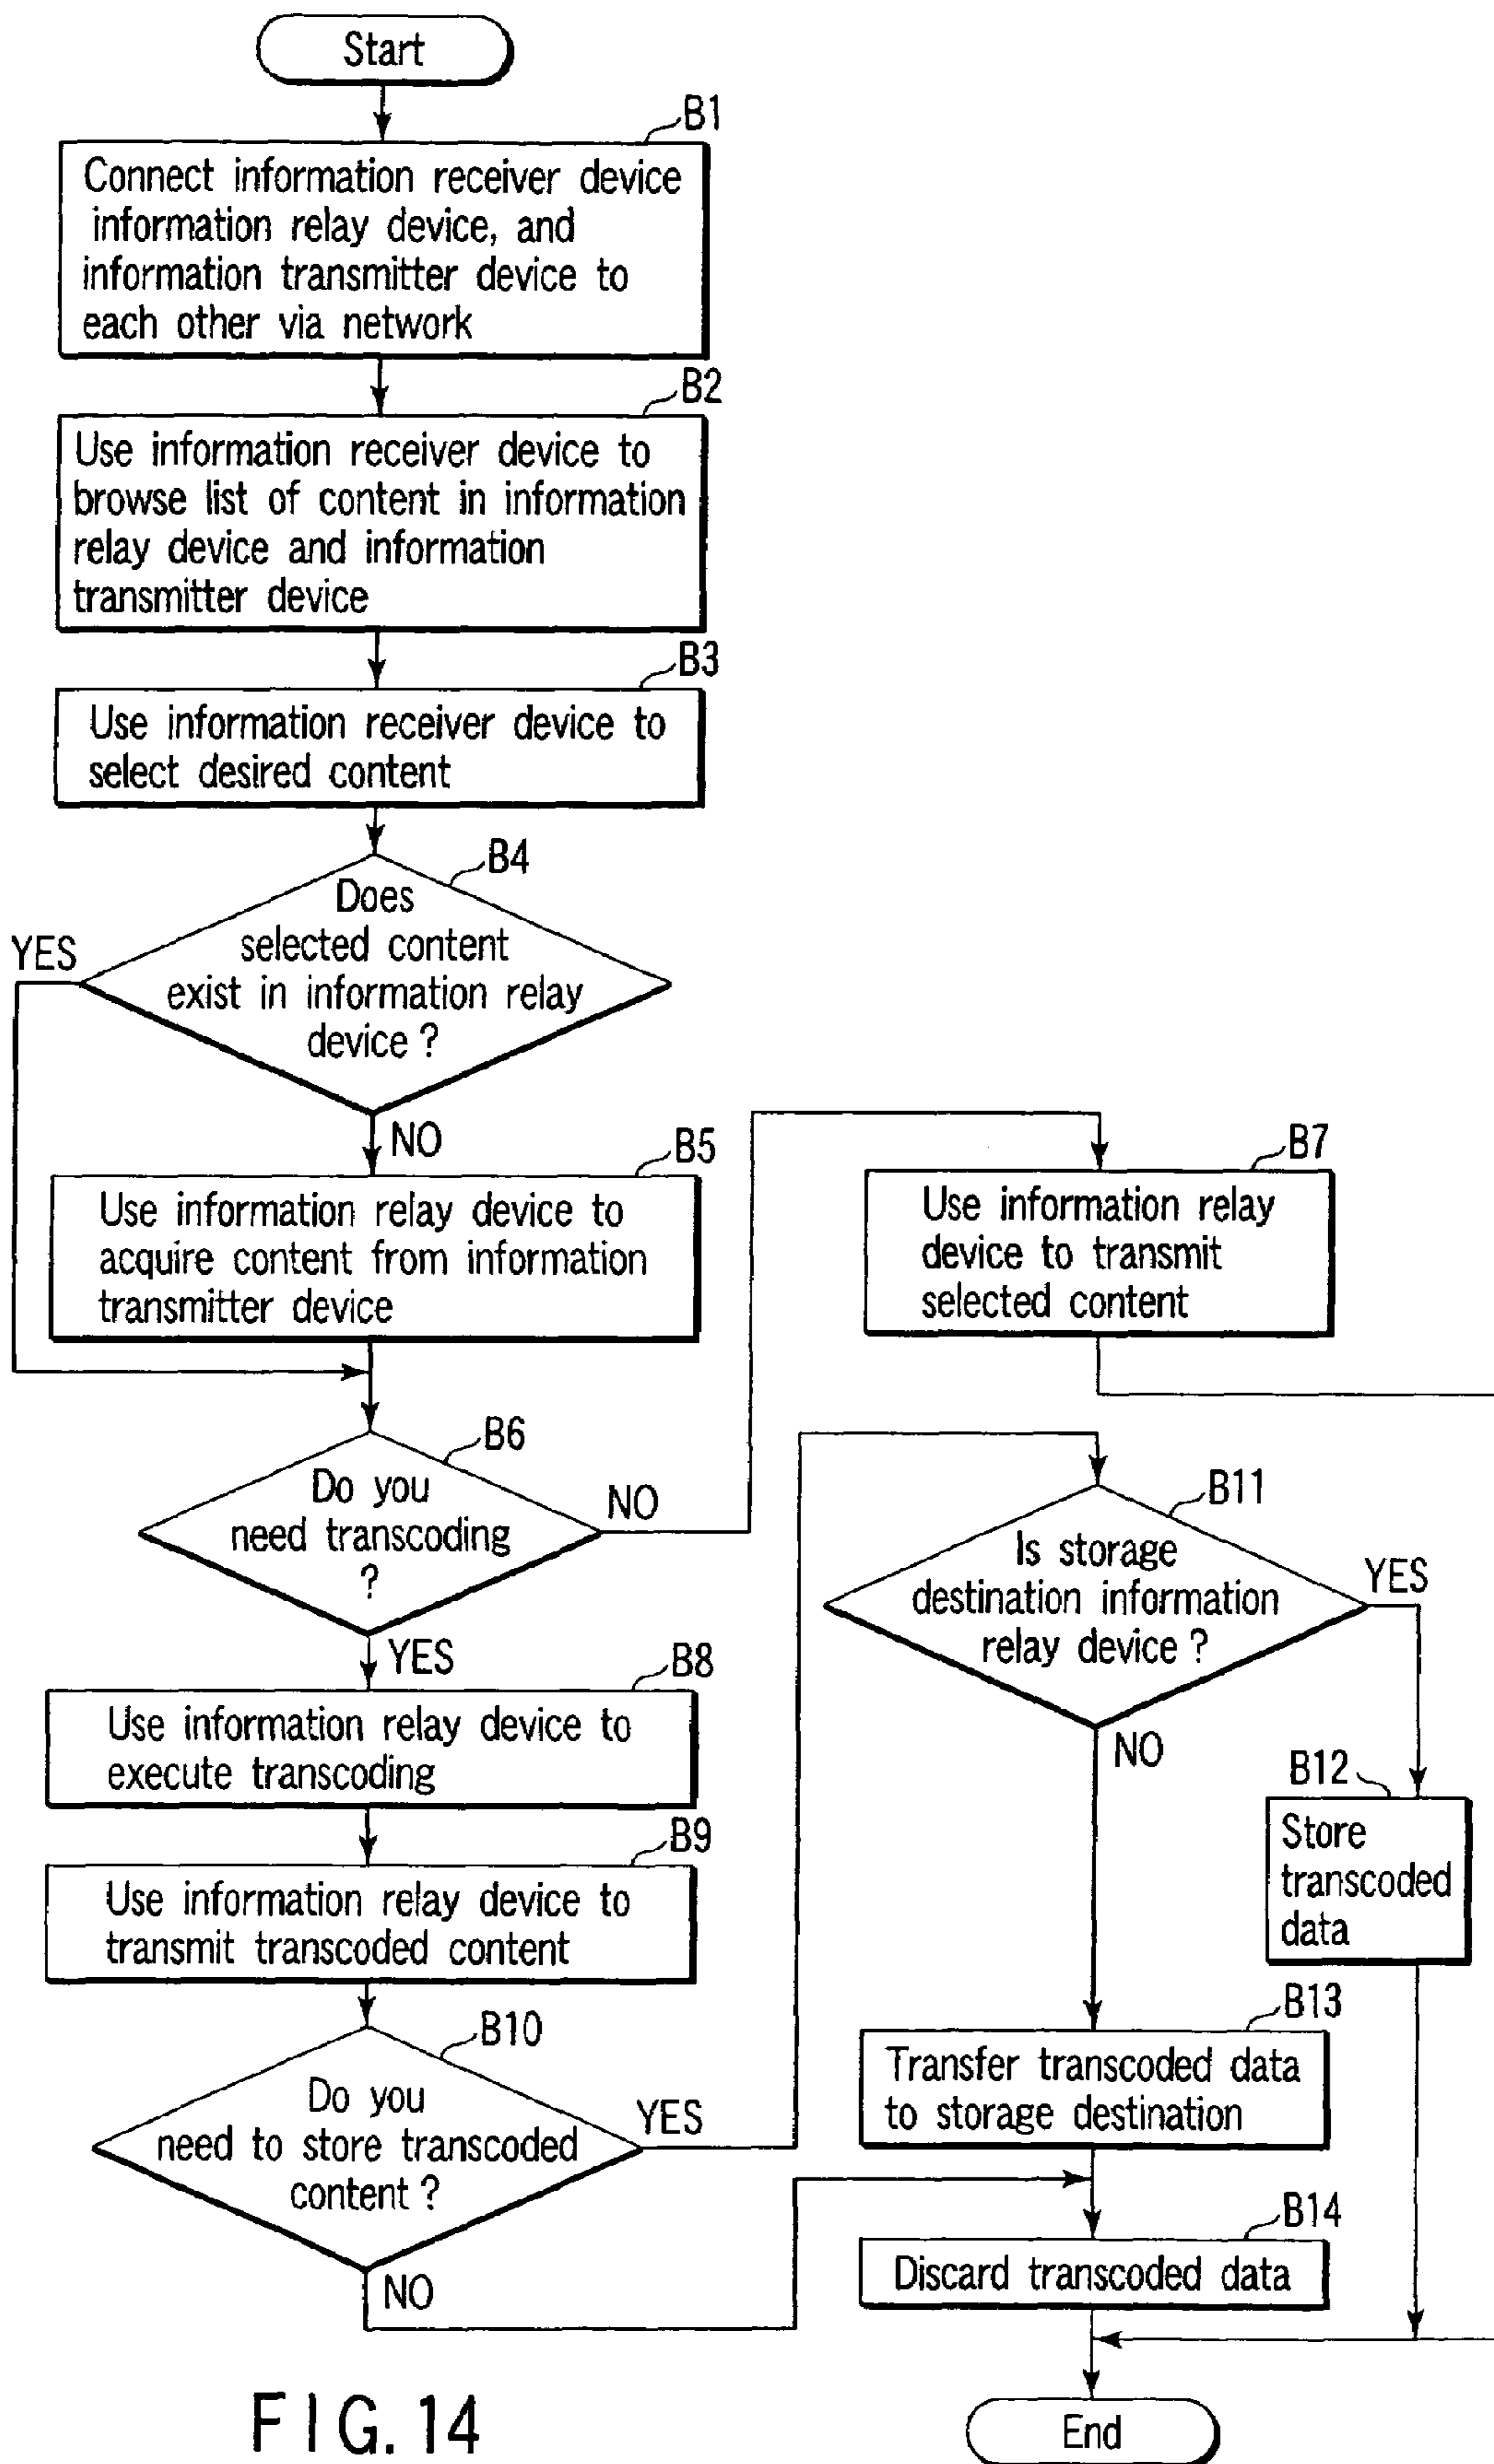 Start
B1
Connect information receiver device
information relay device, and
information transmitter device to
each other via network
B2
Use information receiver device to
browse list of content in information
relay device and information
transmitter device
B3
Use information receiver device to
select desired content
B4
Does
selected content
exist in information relay
device ?
YES
NO
B5
Use information relay device to
acquire content from information
transmitter device
B6
Do you
need transcoding
?
NO
YES
B7
Use information relay
device to transmit
selected content
B8
Use information relay device to
execute transcoding
B9
Use information relay device to
transmit transcoded content
B10
Do you
need to store transcoded
content ?
YES
NO
B11
Is storage
destination information
relay device ?
YES
NO
B12
Store
transcoded
data
B13
Transfer transcoded data
to storage destination
B14
Discard transcoded data
End
FIG. 14